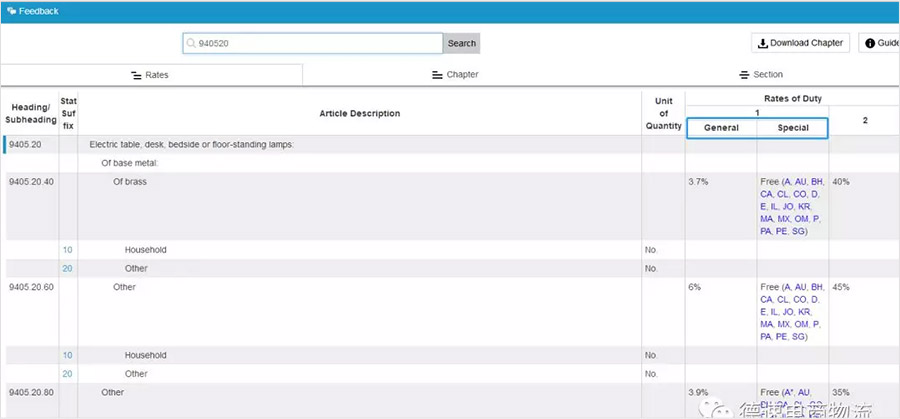 Feedback
940520
Search
Download Chapter
Guide
Rates
Chapter
Section
Heading/
Subheading
Stat
Suf
fix
Article Description
Unit
of
Quantity
Rates of Duty
1
2
General
Special
9405.20 Electric table, desk, bedside or floor-standing lamps:
Of base metal:
9405.20.40 Of brass 3.7% Free (A, AU, BH, 40%
CA, CL, CO, D,
E, IL, JO, KR,
MA, MX, OM, P,
PA, PE, SG)
10 Household No.
20 Other No.
9405.20.60 Other 6% Free (A, AU, BH, 45%
CA, CL, CO, D,
E, IL, JO, KR,
MA, MX, OM, P,
PA, PE, SG)
10 Household No.
20 Other No.
9405.20.80 Other 3.9% Free (A*, AU, 35%
电商物流